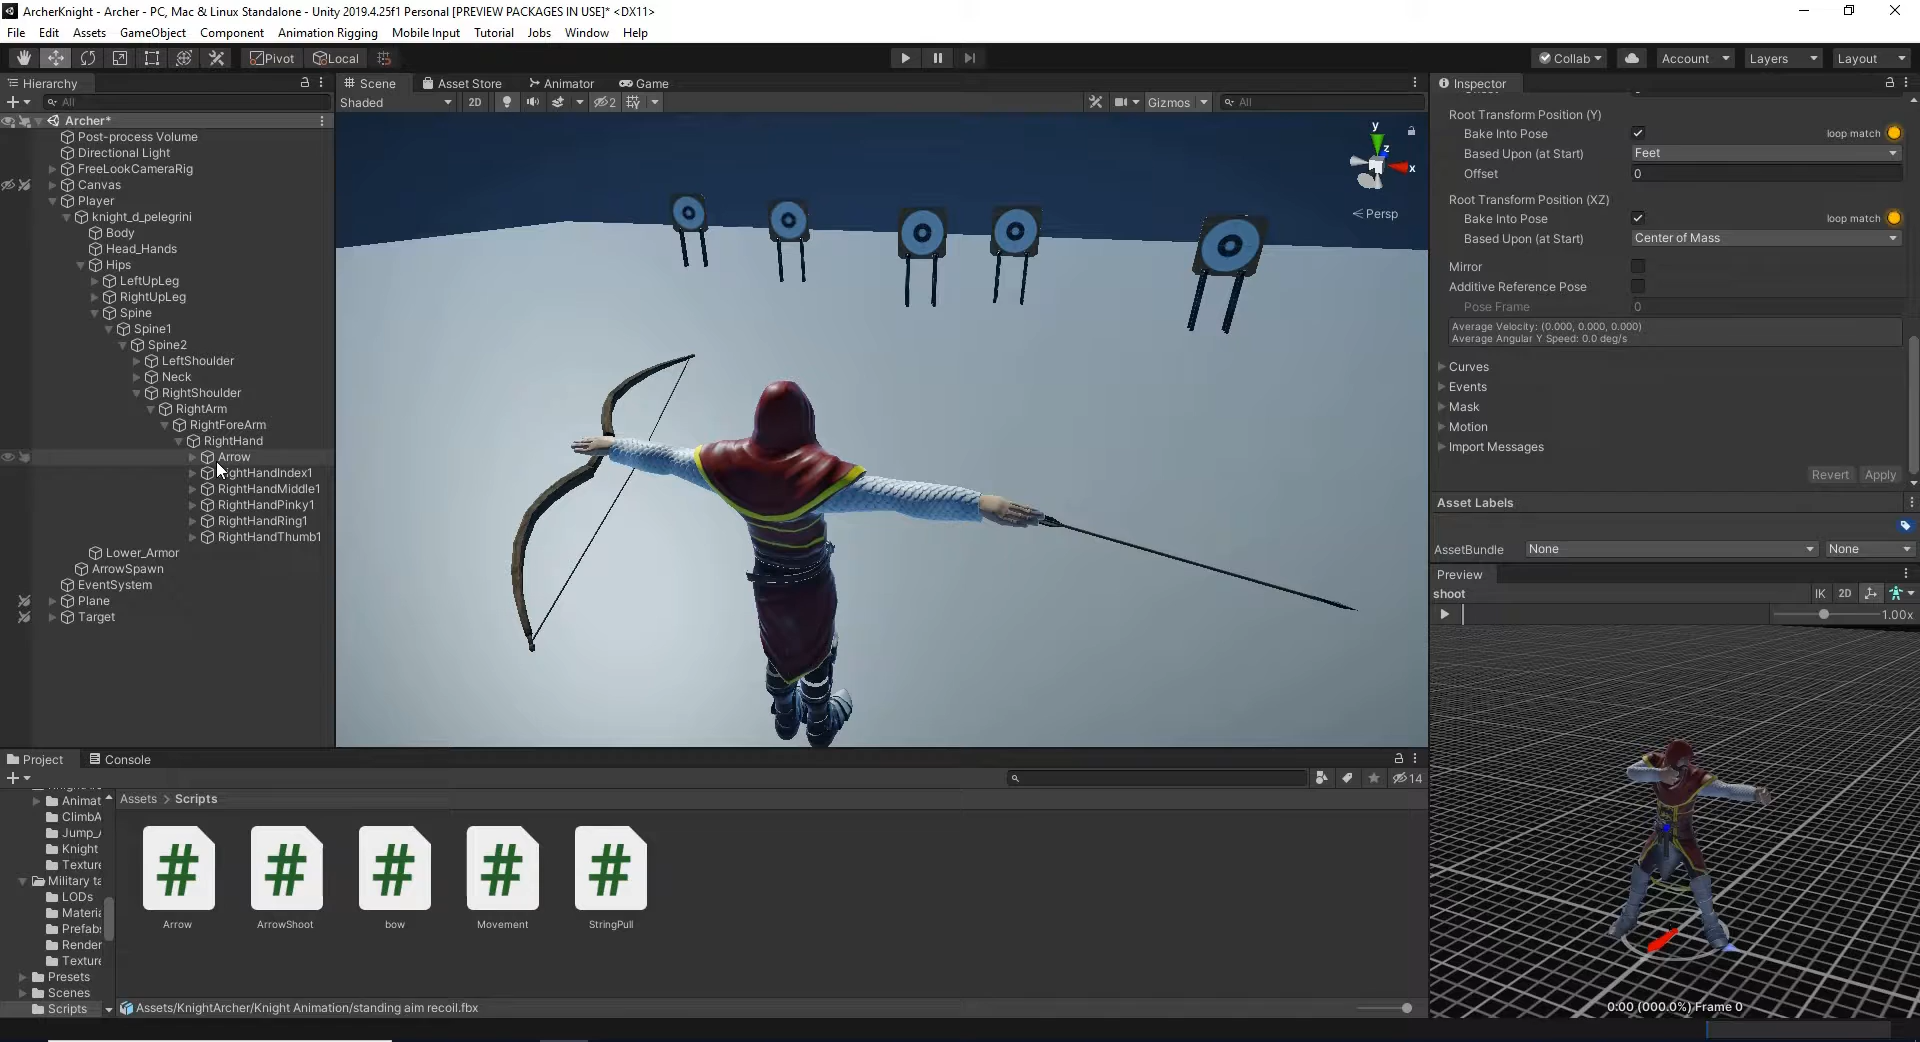 ArcherKnight - Archer - PC, Mac & Linux Standalone - Unity 2019.4.25f1 Personal [PREVIEW PACKAGES IN USE]* <DX11>
File Edit Assets GameObject Component Animation Rigging Mobile Input Tutorial Jobs Window Help
Pivot Local Collab Account Layers Layout
Hierarchy
All
Archer*
Post-process Volume
Directional Light
FreeLookCameraRig
Canvas
Player
knight_d_pelegrini
Body
Head_Hands
Hips
LeftUpLeg
RightUpLeg
Spine
Spine1
Spine2
LeftShoulder
Neck
RightShoulder
RightArm
RightForeArm
RightHand
Arrow
RightHandIndex1
RightHandMiddle1
RightHandPinky1
RightHandRing1
RightHandThumb1
Lower_Armor
ArrowSpawn
EventSystem
Plane
Target
Scene Asset Store Animator Game
Shaded 2D 2 Gizmos All
y
z
x
Persp
Inspector
Root Transform Position (Y)
Bake Into Pose loop match
Based Upon (at Start) Feet
Offset 0
Root Transform Position (XZ)
Bake Into Pose loop match
Based Upon (at Start) Center of Mass
Mirror
Additive Reference Pose
Pose Frame 0
Average Velocity: (0.000, 0.000, 0.000)
Average Angular Y Speed: 0.0 deg/s
Curves
Events
Mask
Motion
Import Messages
Revert Apply
Asset Labels
AssetBundle None None
Preview
shoot IK 2D
1.00x
0:00 (000.0%) Frame 0
Project Console
14
Animat
ClimbA
Jump_A
Knight
Texture
Military ta
LODs
Materia
Prefabs
Render
Texture
Presets
Scenes
Scripts
Assets > Scripts
Arrow ArrowShoot bow Movement StringPull
Assets/KnightArcher/Knight Animation/standing aim recoil.fbx